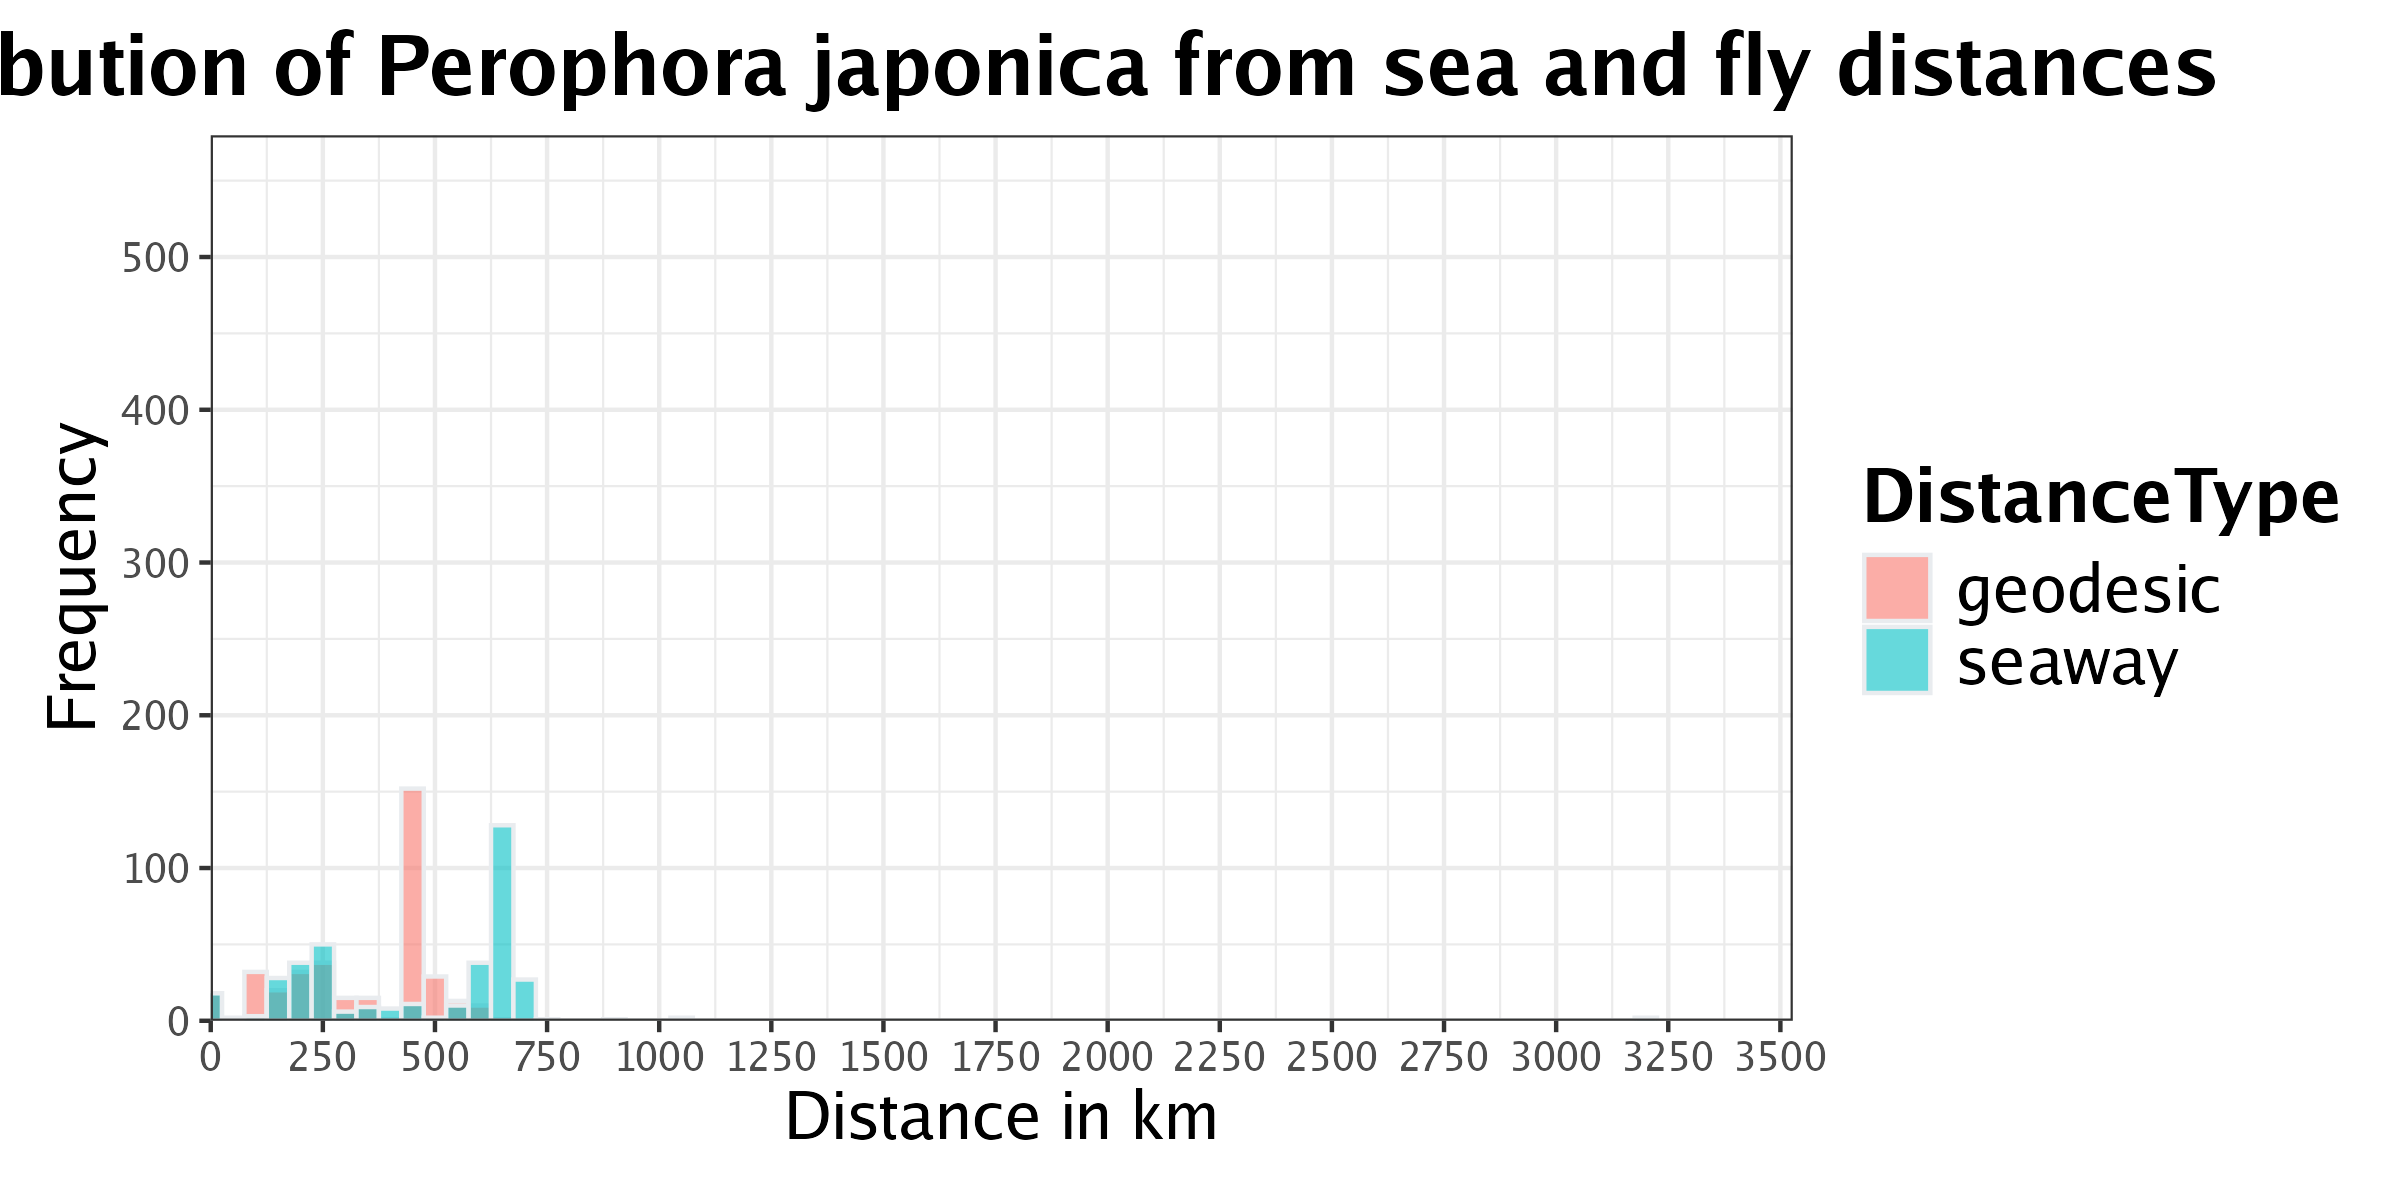 bution of Perophora japonica from sea and fly distances
500
400
300
200
100
0
Frequency
0 250 500 750 1000 1250 1500 1750 2000 2250 2500 2750 3000 3250 3500
Distance in km
DistanceType
geodesic
seaway